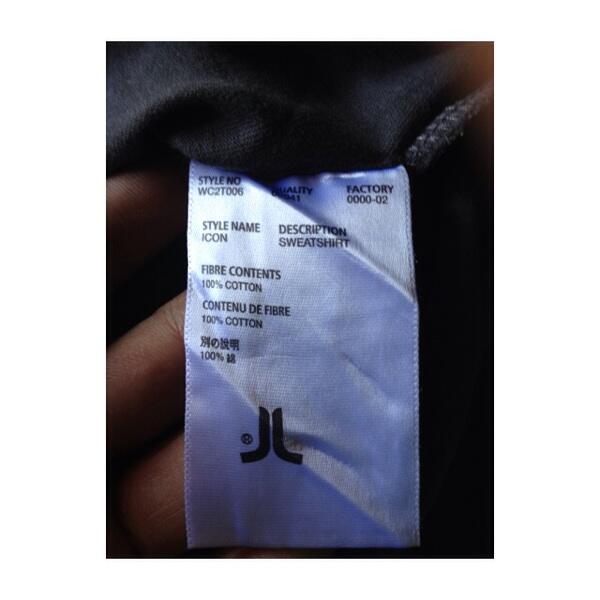 STYLE NO QUALITY FACTORY
WC2T006 0000-02
STYLE NAME DESCRIPTION
ICON SWEATSHIRT
FIBRE CONTENTS
100% COTTON
CONTENU DE FIBRE
100% COTTON
別の説明
100% 綿
®